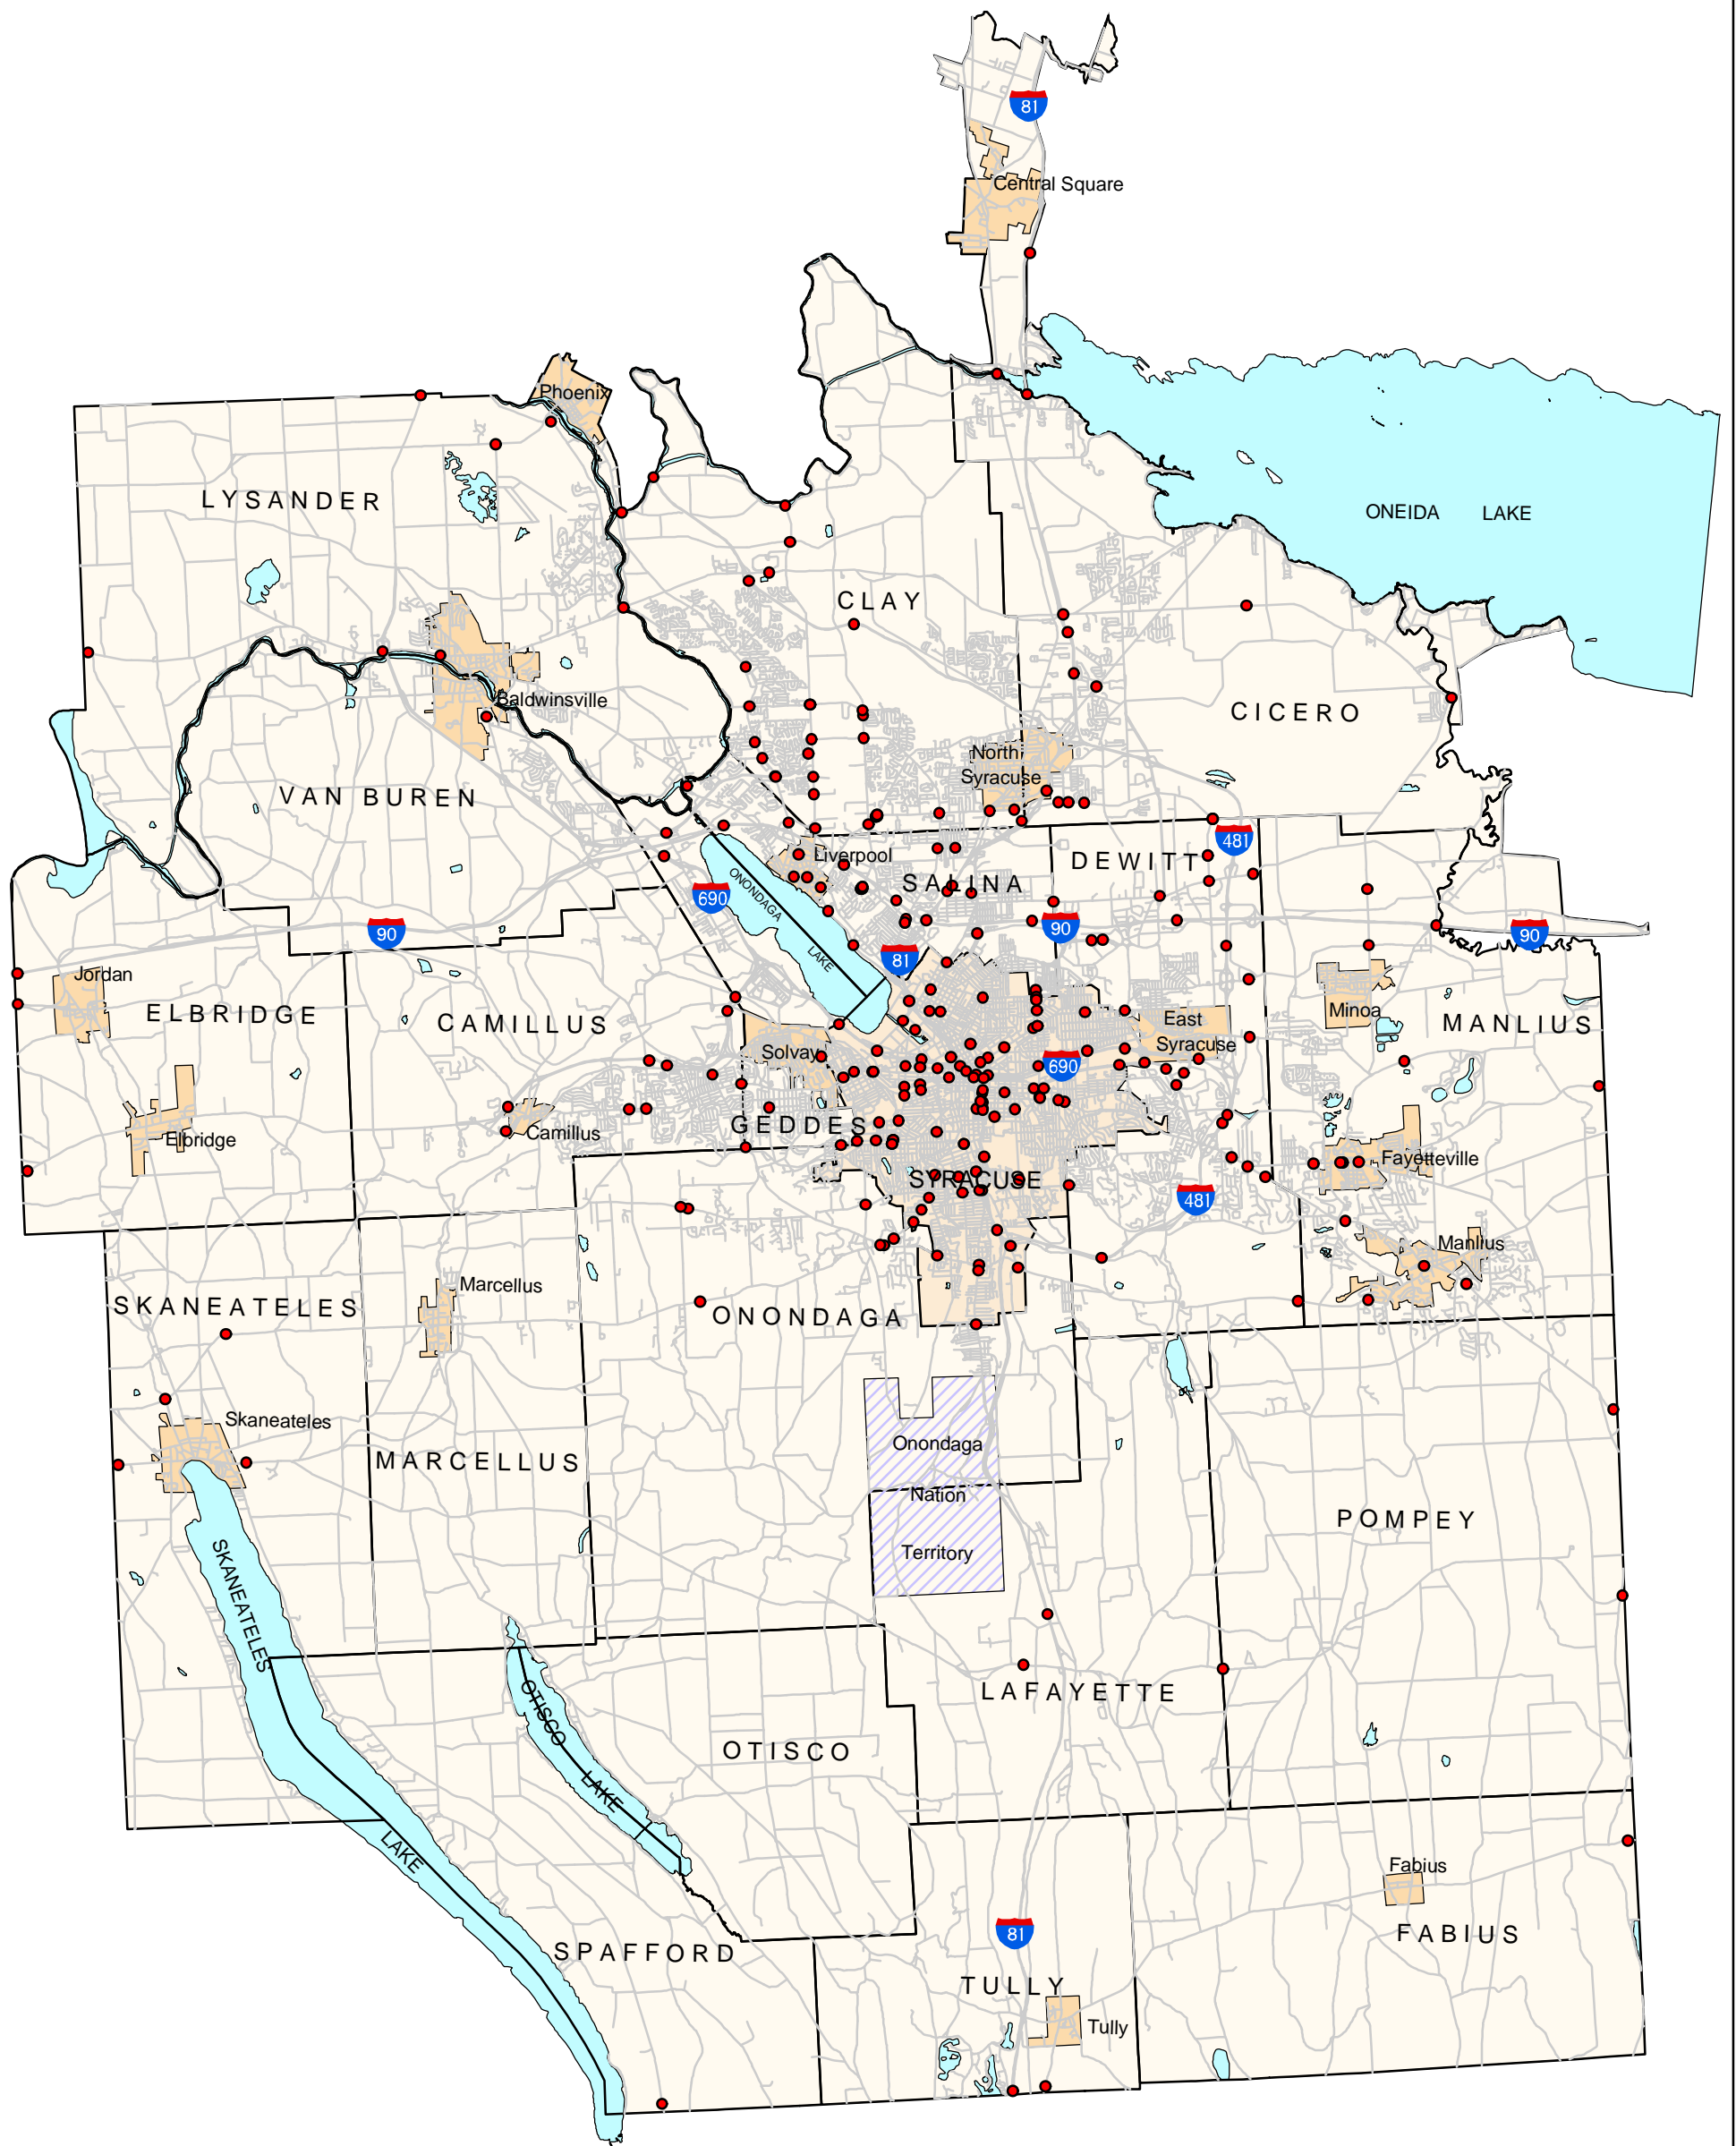 81
Central Square
Phoenix
LYSANDER
ONEIDA LAKE
CLAY
Baldwinsville
CICERO
North
Syracuse
VAN BUREN
481
Liverpool
DEWITT
SALINA
690
ONONDAGA
LAKE
90
90
90
81
Jordan
ELBRIDGE
CAMILLUS
Minoa
MANLIUS
East
Syracuse
Solvay
690
GEDDES
Camillus
Elbridge
Fayetteville
SYRACUSE
481
Manlius
Marcellus
SKANEATELES
ONONDAGA
Skaneateles
Onondaga
Nation
Territory
MARCELLUS
POMPEY
SKANEATELES
LAKE
LAFAYETTE
OTISCO
LAKE
OTISCO
Fabius
FABIUS
81
SPAFFORD
TULLY
Tully